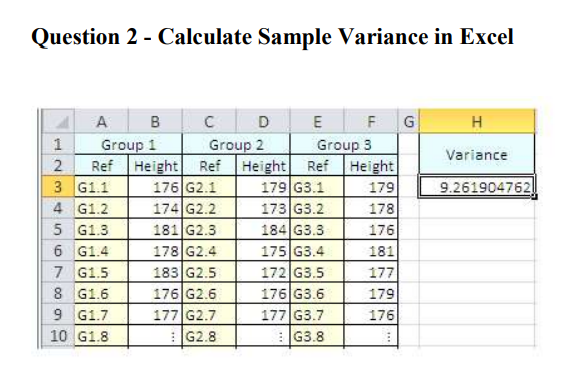 Question 2 - Calculate Sample Variance in Excel
A B C D E F G H
1 Group 1 Group 2 Group 3 Variance
2 Ref Height Ref Height Ref Height
3 G1.1 176 G2.1 179 G3.1 179 9.261904762
4 G1.2 174 G2.2 173 G3.2 178
5 G1.3 181 G2.3 184 G3.3 176
6 G1.4 178 G2.4 175 G3.4 181
7 G1.5 183 G2.5 172 G3.5 177
8 G1.6 176 G2.6 176 G3.6 179
9 G1.7 177 G2.7 177 G3.7 176
10 G1.8 ⋮ G2.8 ⋮ G3.8 ⋮